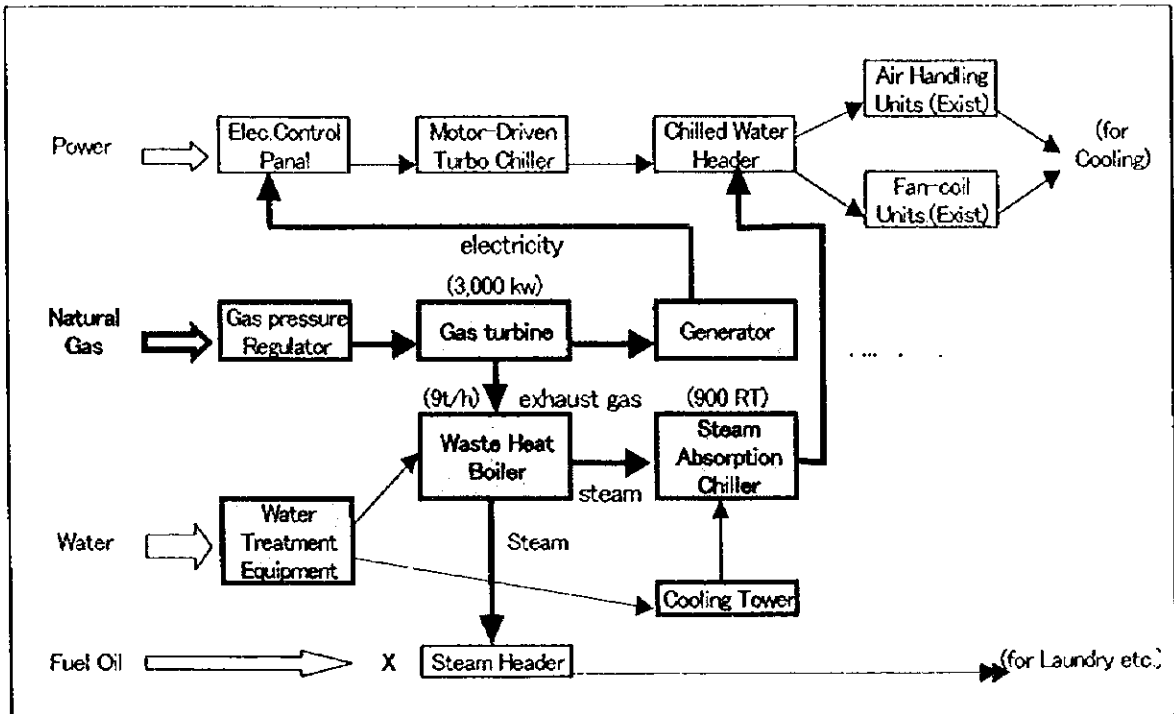 Air Handling
Units (Exist)
Power
Elec.Control
Panal
Motor-Driven
Turbo Chiller
Chilled Water
Header
(for
Cooling)
Fan-coil
Units.(Exist)
electricity
(3,000 kw)
Natural
Gas
Gas pressure
Regulator
Gas turbine
Generator
(9t/h)
exhaust gas
(900 RT)
Waste Heat
Boiler
steam
Steam
Absorption
Chiller
Water
Water
Treatment
Equipment
Steam
Cooling Tower
Fuel Oil
X
Steam Header
(for Laundry etc.)